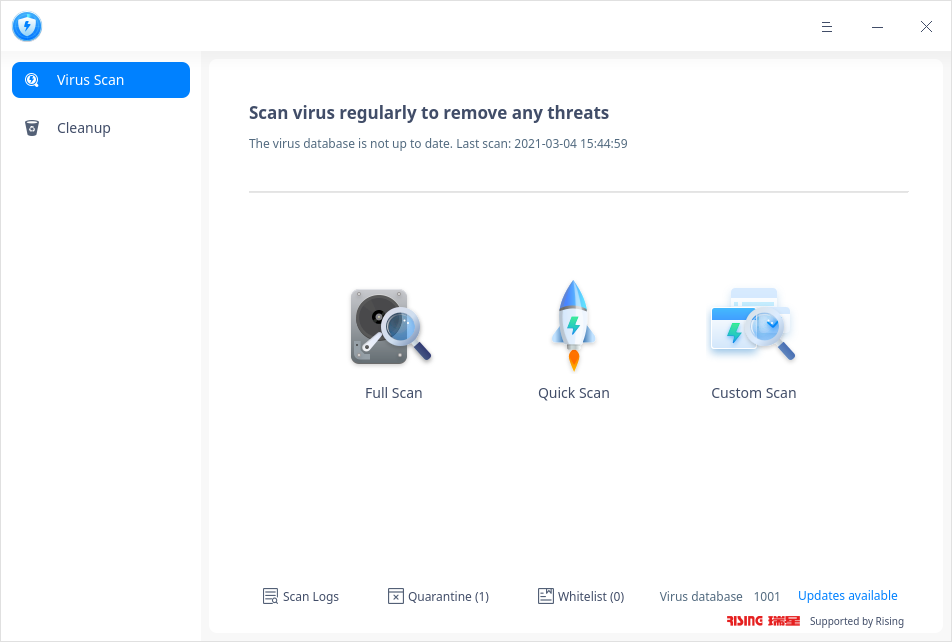 Virus Scan
Cleanup
Scan virus regularly to remove any threats
The virus database is not up to date. Last scan: 2021-03-04 15:44:59
Full Scan
Quick Scan
Custom Scan
Scan Logs
Quarantine (1)
Whitelist (0)
Virus database 1001
Updates available
RISING 瑞星
Supported by Rising